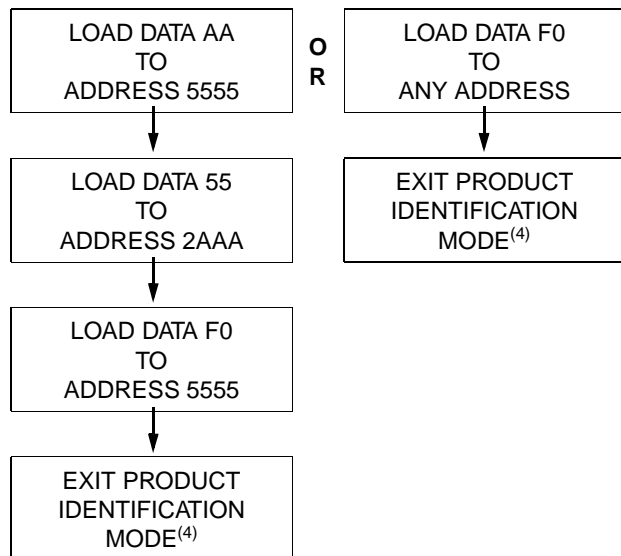 LOAD DATA AA
TO
ADDRESS 5555
LOAD DATA 55
TO
ADDRESS 2AAA
LOAD DATA F0
TO
ADDRESS 5555
EXIT PRODUCT
IDENTIFICATION
MODE(4)
O
R
LOAD DATA F0
TO
ANY ADDRESS
EXIT PRODUCT
IDENTIFICATION
MODE(4)